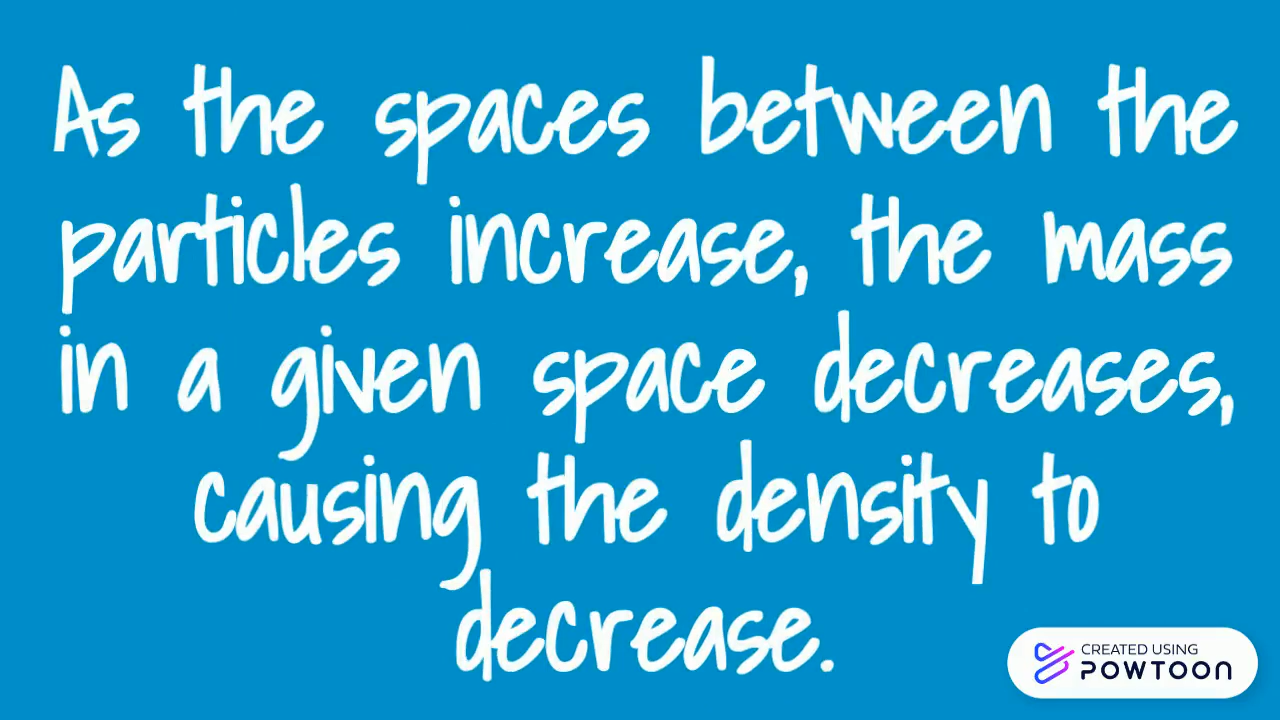 As the spaces between the
particles increase, the mass
in a given space decreases,
causing the density to
decrease.
CREATED USING
POWTOON